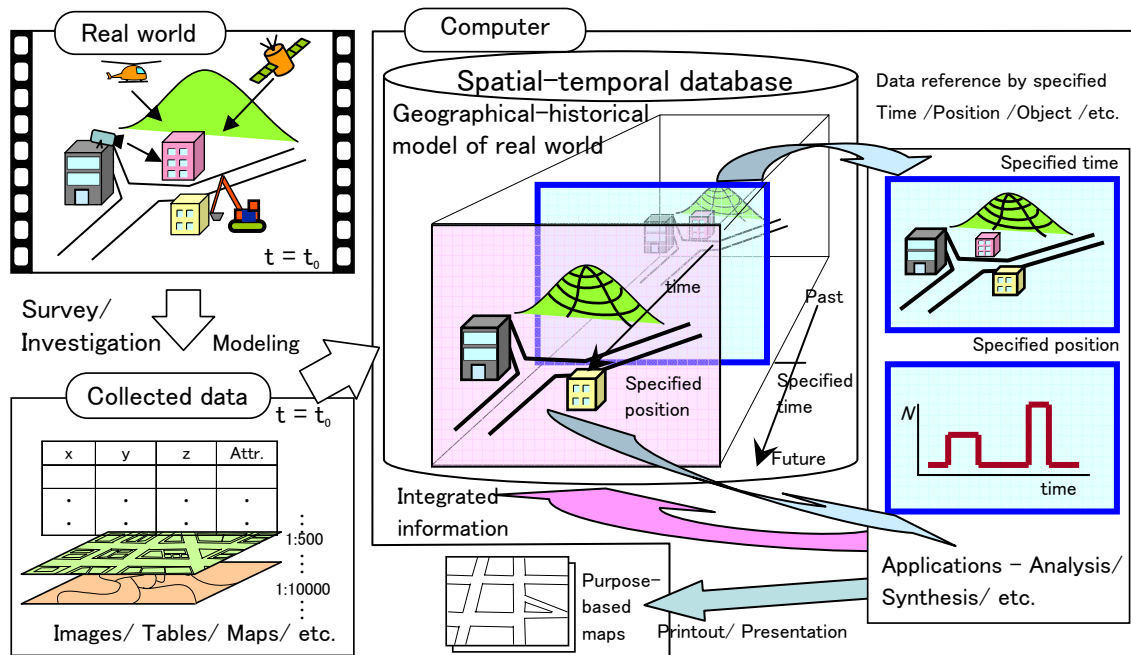 Real world
t = t₀
Survey/
Investigation
Modeling
Collected data
t = t₀
x y z Attr.
1:500
1:10000
Images/ Tables/ Maps/ etc.
Computer
Spatial-temporal database
Geographical-historical
model of real world
time
Past
Specified
position
Specified
time
Future
Integrated
information
Data reference by specified
Time /Position /Object /etc.
Specified time
Specified position
N
time
Applications - Analysis/
Synthesis/ etc.
Purpose-
based
maps
Printout/ Presentation